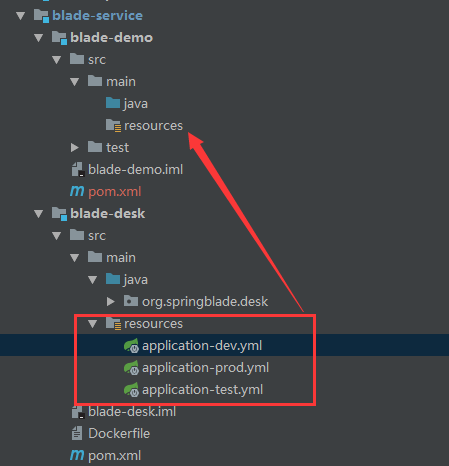 blade-service
blade-demo
src
main
java
resources
test
blade-demo.iml
pom.xml
blade-desk
src
main
java
org.springblade.desk
resources
application-dev.yml
application-prod.yml
application-test.yml
blade-desk.iml
Dockerfile
pom.xml